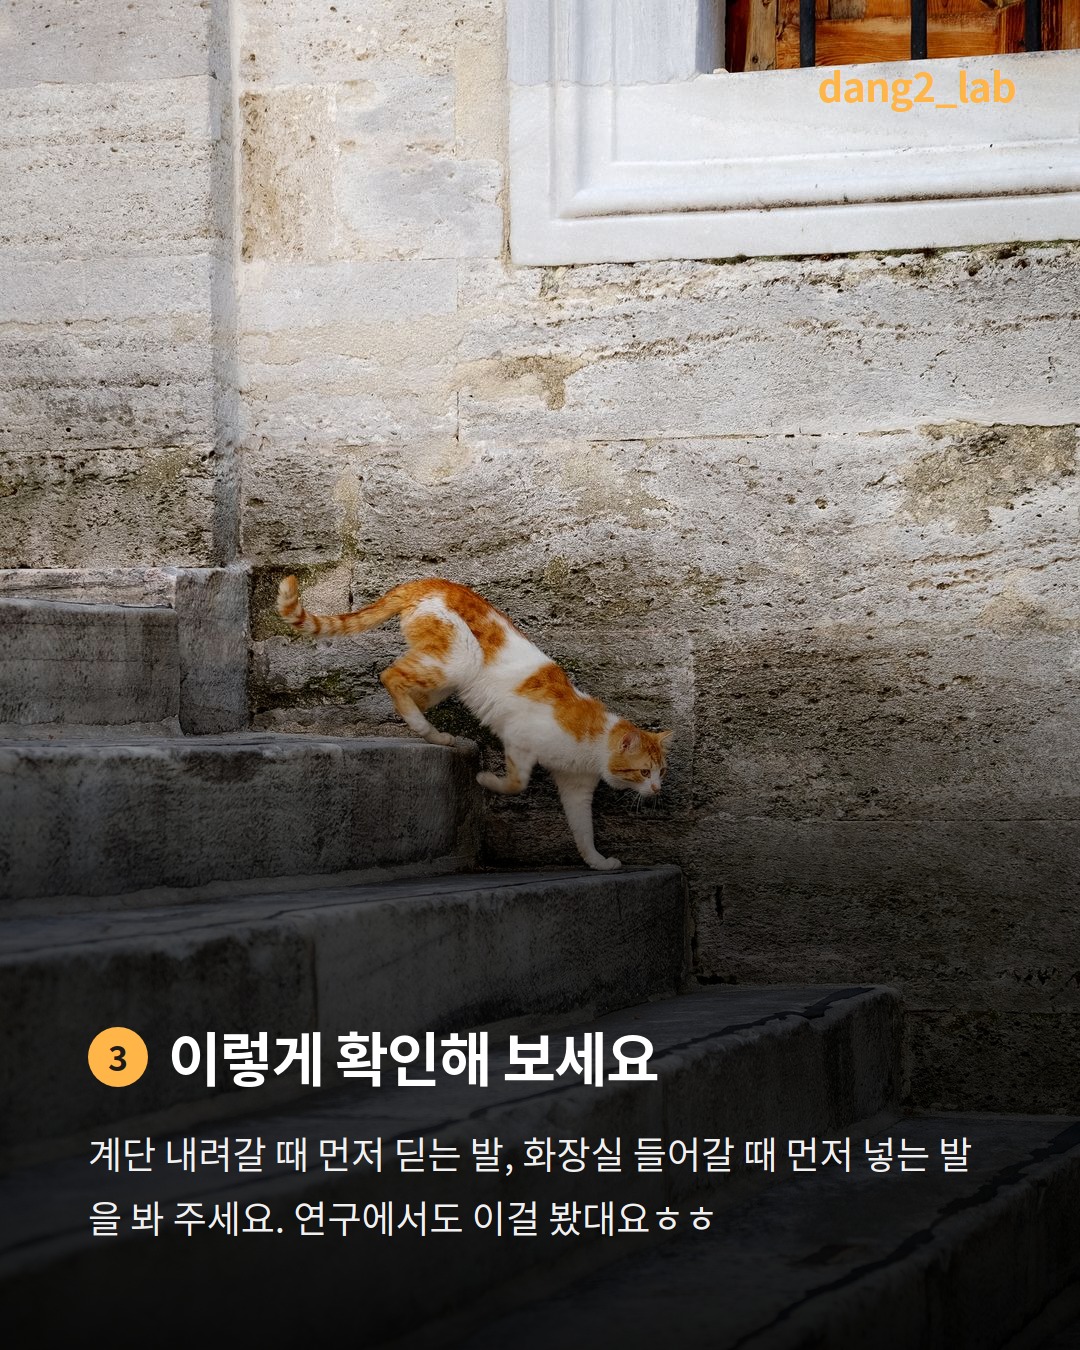 dang2_lab
3 이렇게 확인해 보세요
계단 내려갈 때 먼저 딛는 발, 화장실 들어갈 때 먼저 넣는 발
을 봐 주세요. 연구에서도 이걸 봤대요ㅎㅎ